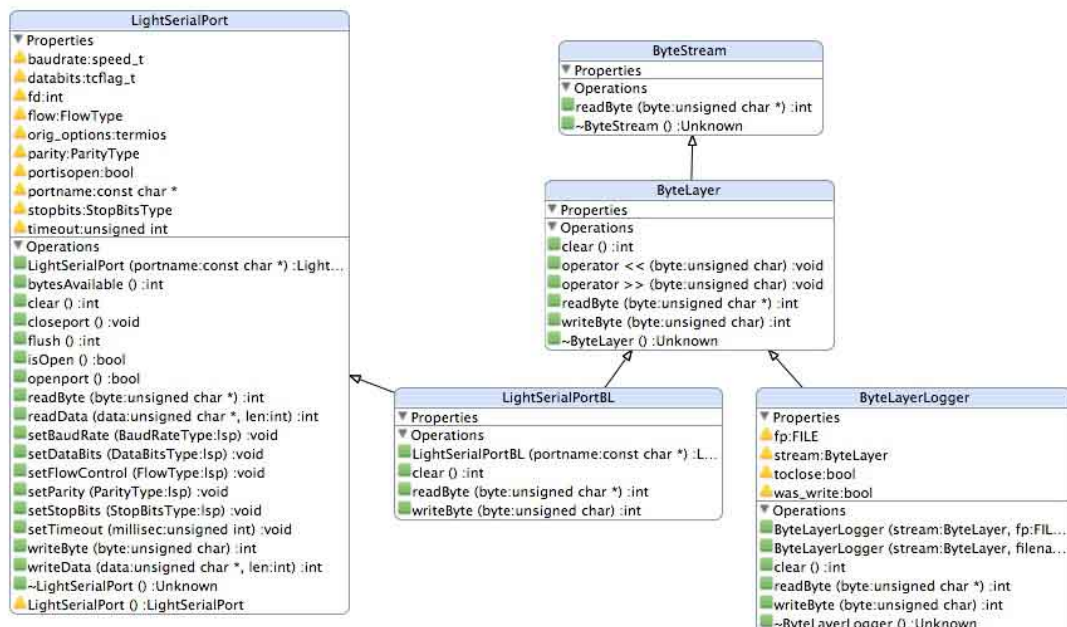 LightSerialPort
Properties
baudrate:speed_t
databits:tcflag_t
fd:int
flow:FlowType
orig_options:termios
parity:ParityType
portisopen:bool
portname:const char *
stopbits:StopBitsType
timeout:unsigned int
Operations
LightSerialPort (portname:const char *) :Light...
bytesAvailable () :int
clear () :int
closeport () :void
flush () :int
isOpen () :bool
openport () :bool
readByte (byte:unsigned char *) :int
readData (data:unsigned char *, len:int) :int
setBaudRate (BaudRateType:lsp) :void
setDataBits (DataBitsType:lsp) :void
setFlowControl (FlowType:lsp) :void
setParity (ParityType:lsp) :void
setStopBits (StopBitsType:lsp) :void
setTimeout (millisec:unsigned int) :void
writeByte (byte:unsigned char) :int
writeData (data:unsigned char *, len:int) :int
~LightSerialPort () :Unknown
LightSerialPort () :LightSerialPort
ByteStream
Properties
Operations
readByte (byte:unsigned char *) :int
~ByteStream () :Unknown
ByteLayer
Properties
Operations
clear () :int
operator << (byte:unsigned char) :void
operator >> (byte:unsigned char) :void
readByte (byte:unsigned char *) :int
writeByte (byte:unsigned char) :int
~ByteLayer () :Unknown
LightSerialPortBL
Properties
Operations
LightSerialPortBL (portname:const char *) :L...
clear () :int
readByte (byte:unsigned char *) :int
writeByte (byte:unsigned char) :int
ByteLayerLogger
Properties
fp:FILE
stream:ByteLayer
toclose:bool
was_write:bool
Operations
ByteLayerLogger (stream:ByteLayer, fp:FIL...
ByteLayerLogger (stream:ByteLayer, filena...
clear () :int
readByte (byte:unsigned char *) :int
writeByte (byte:unsigned char) :int
~ByteLayerLogger () :Unknown